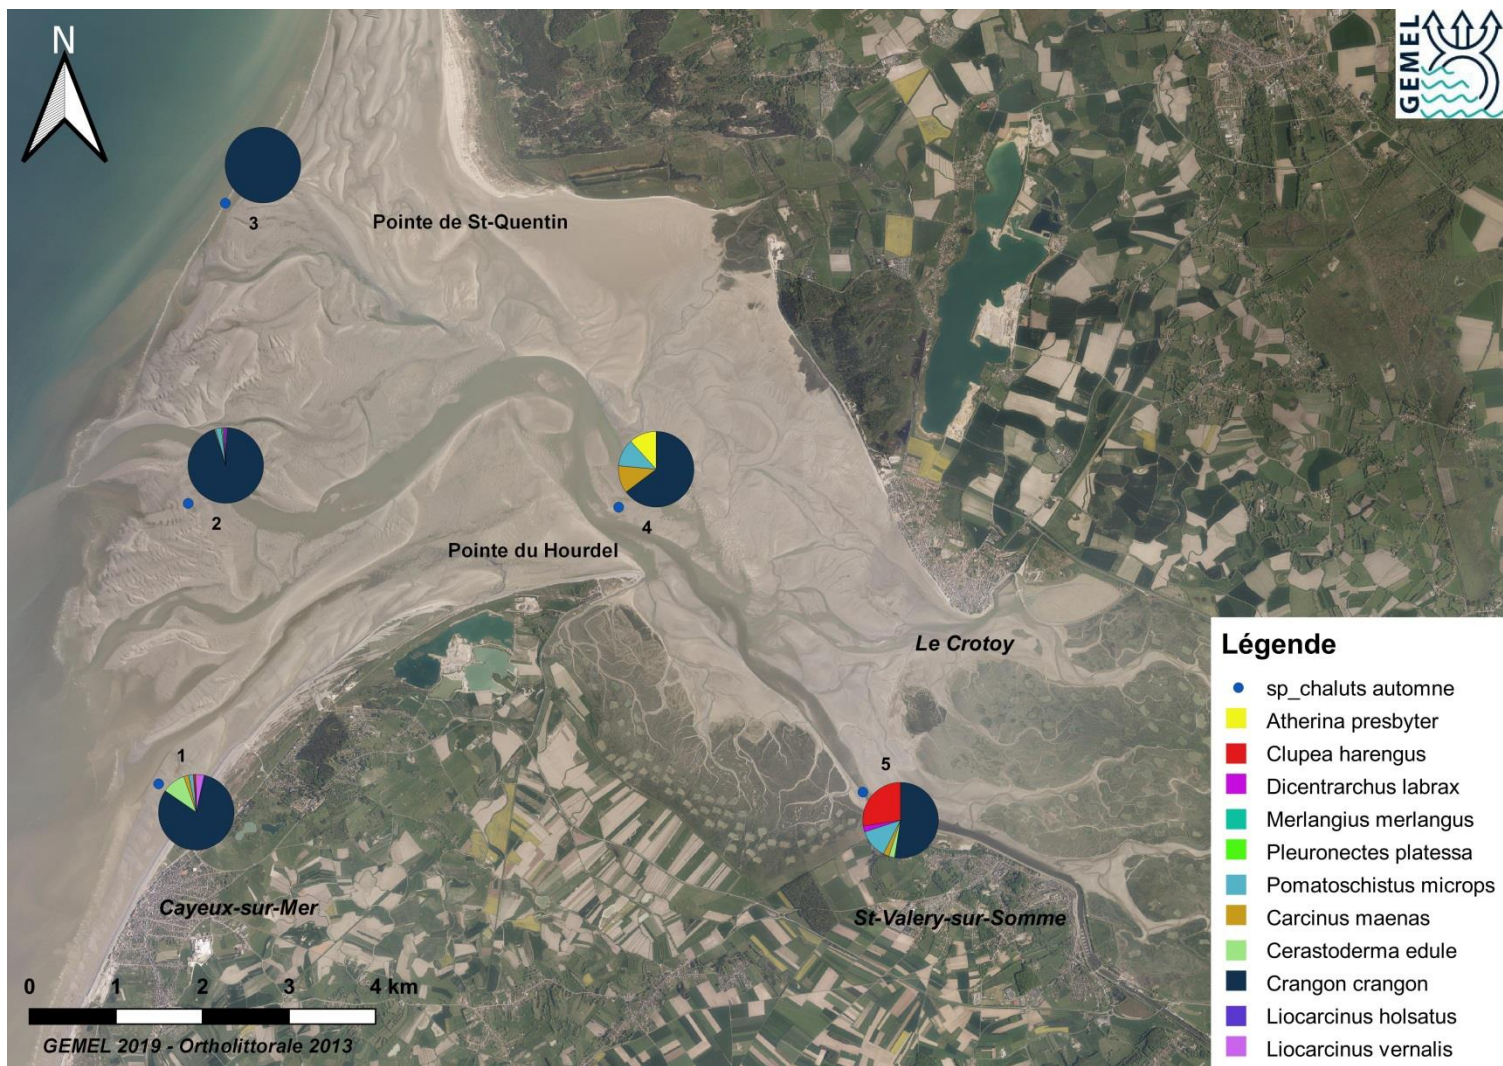 N
GEMEL
3
Pointe de St-Quentin
2
4
Pointe du Hourdel
Le Crotoy
1
5
Cayeux-sur-Mer
St-Valery-sur-Somme
0 1 2 3 4 km
GEMEL 2019 - Ortholittorale 2013
Légende
sp_chaluts automne
Atherina presbyter
Clupea harengus
Dicentrarchus labrax
Merlangius merlangus
Pleuronectes platessa
Pomatoschistus microps
Carcinus maenas
Cerastoderma edule
Crangon crangon
Liocarcinus holsatus
Liocarcinus vernalis